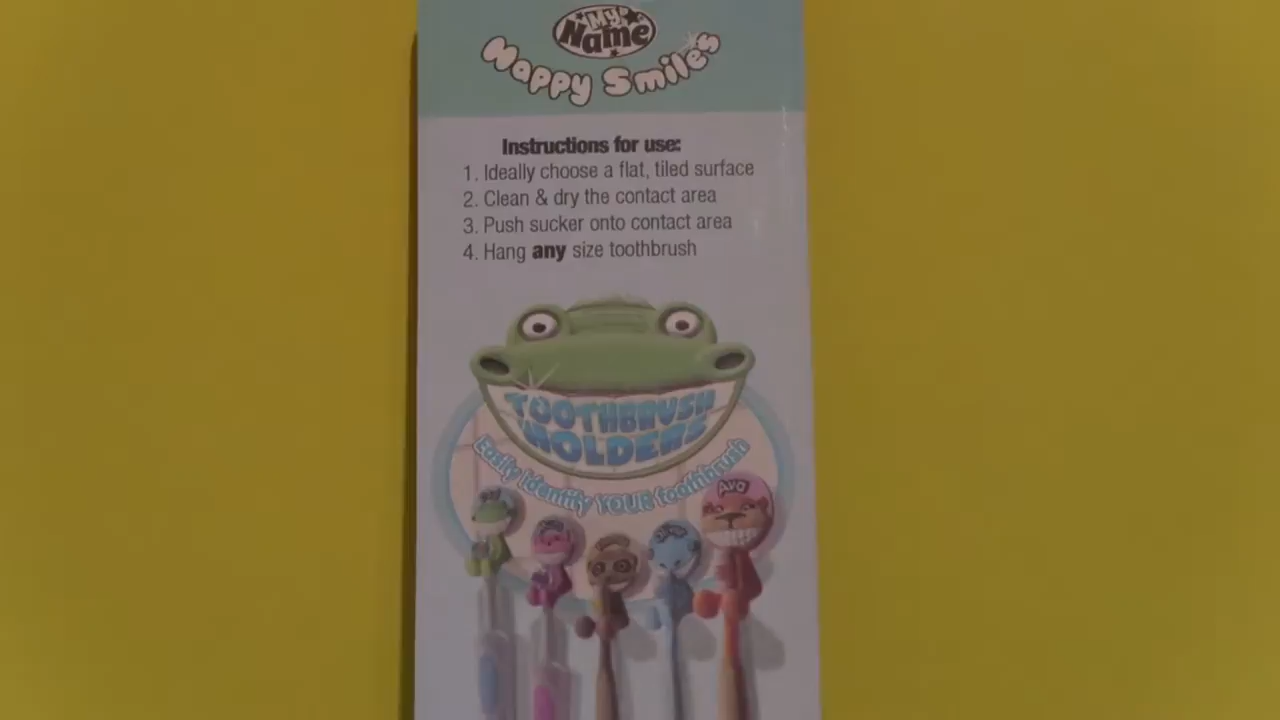 My
Name
Happy Smiles
Instructions for use:
1. Ideally choose a flat, tiled surface
2. Clean & dry the contact area
3. Push sucker onto contact area
4. Hang any size toothbrush
TOOTHBRUSH
HOLDERS
Easily Identify YOUR toothbrush
Ava